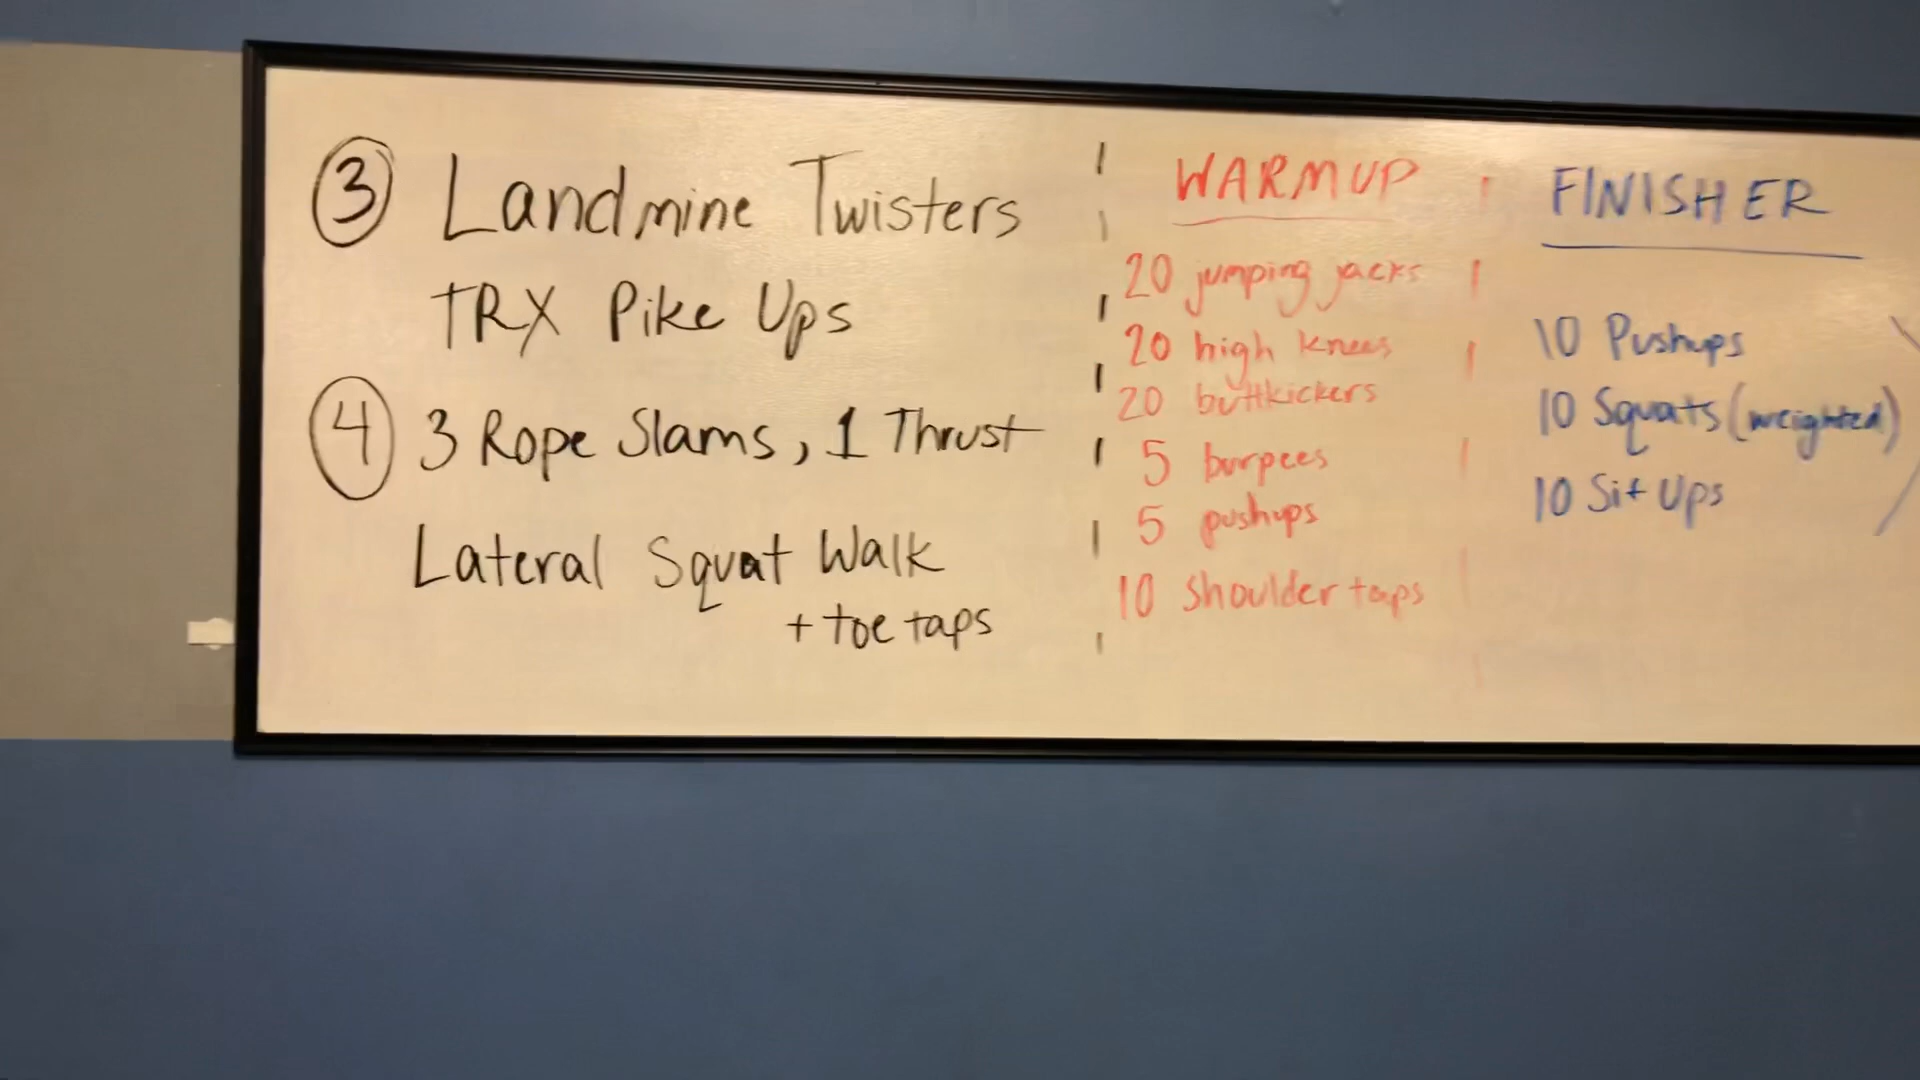 3 Landmine Twisters
TRX Pike Ups
4 3 Rope Slams, 1 Thrust
Lateral Squat Walk
+ toe taps
WARMUP
20 jumping jacks
20 high knees
20 buttkickers
5 burpees
5 pushups
10 shoulder taps
FINISHER
10 Pushups
10 Squats (weighted)
10 Sit Ups